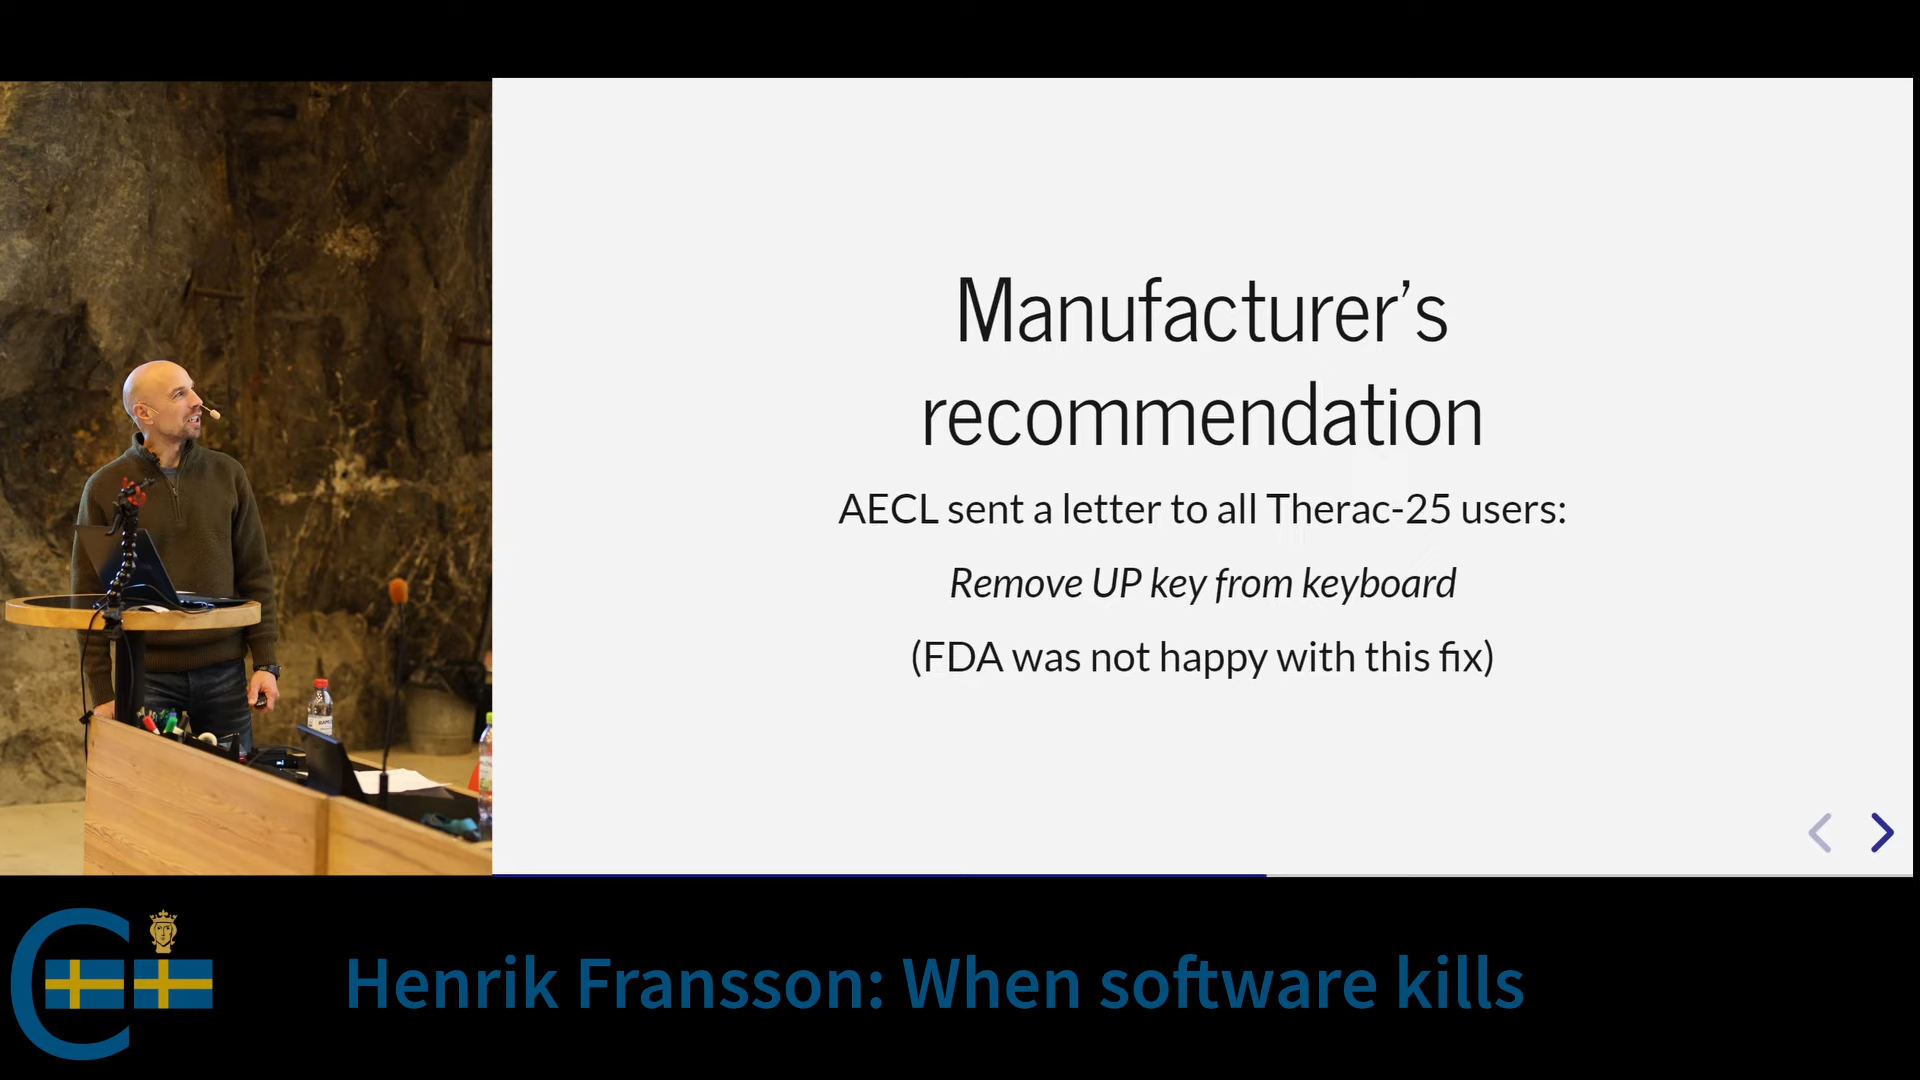 Manufacturer’s
recommendation
AECL sent a letter to all Therac-25 users:
Remove UP key from keyboard
(FDA was not happy with this fix)
Henrik Fransson: When software kills